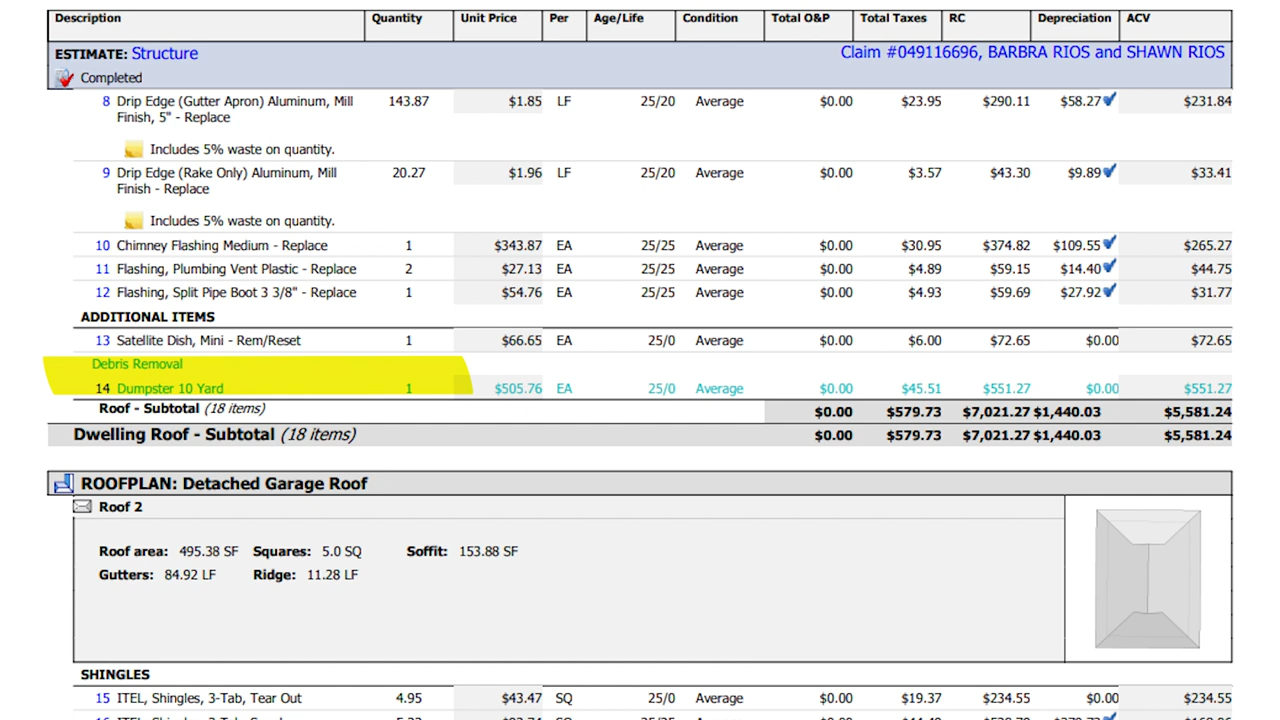 Description Quantity Unit Price Per Age/Life Condition Total O&P Total Taxes RC Depreciation ACV
ESTIMATE: Structure Claim #049116696, BARBRA RIOS and SHAWN RIOS
Completed
8 Drip Edge (Gutter Apron) Aluminum, Mill 143.87 $1.85 LF 25/20 Average $0.00 $23.95 $290.11 $58.27 $231.84
Finish, 5" - Replace
Includes 5% waste on quantity.
9 Drip Edge (Rake Only) Aluminum, Mill 20.27 $1.96 LF 25/20 Average $0.00 $3.57 $43.30 $9.89 $33.41
Finish - Replace
Includes 5% waste on quantity.
10 Chimney Flashing Medium - Replace 1 $343.87 EA 25/25 Average $0.00 $30.95 $374.82 $109.55 $265.27
11 Flashing, Plumbing Vent Plastic - Replace 2 $27.13 EA 25/25 Average $0.00 $4.89 $59.15 $14.40 $44.75
12 Flashing, Split Pipe Boot 3 3/8" - Replace 1 $54.76 EA 25/25 Average $0.00 $4.93 $59.69 $27.92 $31.77
ADDITIONAL ITEMS
13 Satellite Dish, Mini - Rem/Reset 1 $66.65 EA 25/0 Average $0.00 $6.00 $72.65 $0.00 $72.65
Debris Removal
14 Dumpster 10 Yard 1 $505.76 EA 25/0 Average $0.00 $45.51 $551.27 $0.00 $551.27
Roof - Subtotal (18 items) $0.00 $579.73 $7,021.27 $1,440.03 $5,581.24
Dwelling Roof - Subtotal (18 items) $0.00 $579.73 $7,021.27 $1,440.03 $5,581.24
ROOFPLAN: Detached Garage Roof
Roof 2
Roof area: 495.38 SF Squares: 5.0 SQ Soffit: 153.88 SF
Gutters: 84.92 LF Ridge: 11.28 LF
SHINGLES
15 ITEL, Shingles, 3-Tab, Tear Out 4.95 $43.47 SQ 25/0 Average $0.00 $19.37 $234.55 $0.00 $234.55